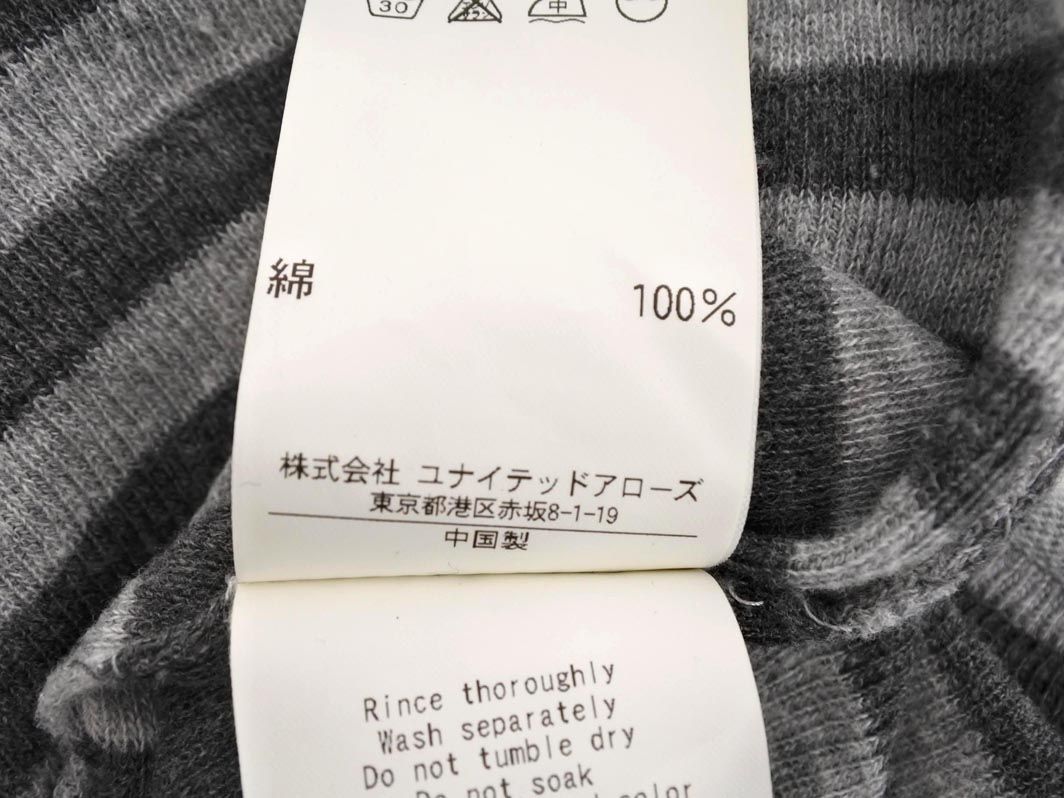 30 中
綿 100%
株式会社 ユナイテッドアローズ
東京都港区赤坂8-1-19
中国製
Rince thoroughly
Wash separately
Do not tumble dry
Do not soak
color